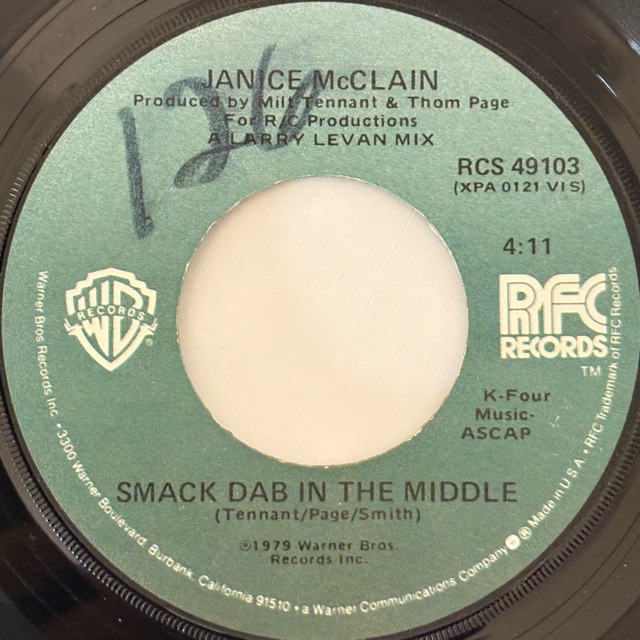 126
JANICE McCLAIN
Produced by Milt Tennant & Thom Page
For R/C Productions
A LARRY LEVAN MIX
RCS 49103
(XPA 0121 VIS)
4:11
WB
RECORDS
®
RFC
RECORDS
TM
K-Four
Music-
ASCAP
SMACK DAB IN THE MIDDLE
(Tennant/Page/Smith)
℗1979 Warner Bros.
Records Inc.
Warner Bros Records Inc. • 3300 Warner Boulevard, Burbank, California 91510 • a Warner Communications Company ® Made in U.S.A. • RFC Trademark of RFC Records